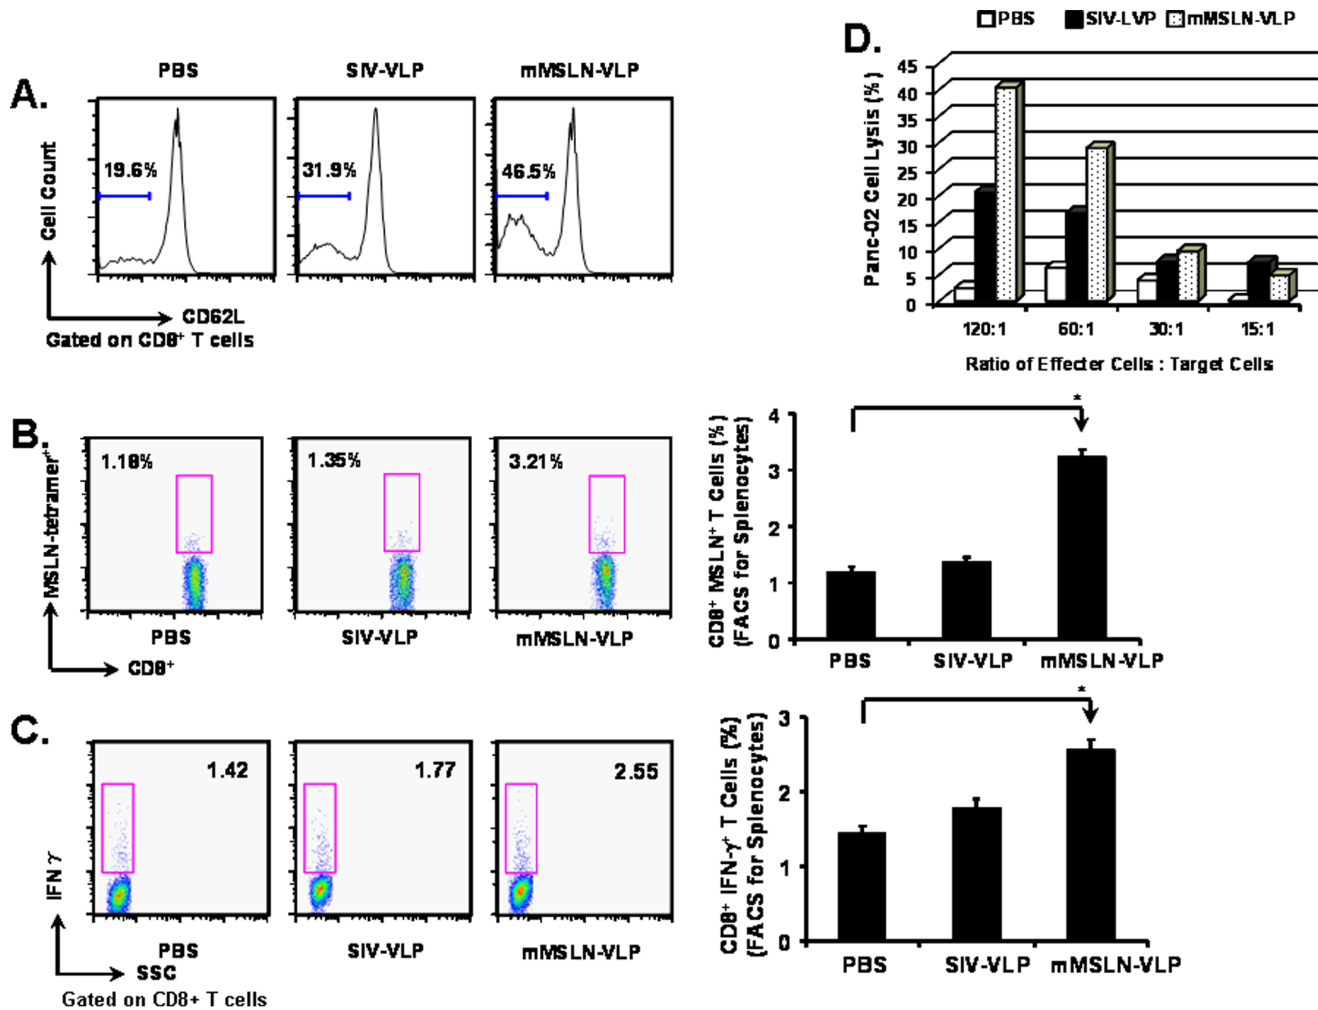 A.
PBS
SIV-VLP
mMSLN-VLP
19.6%
31.9%
46.5%
Cell Count
CD62L
Gated on CD8⁺ T cells
D.
PBS
SIV-LVP
mMSLN-VLP
Panc-02 Cell Lysis (%)
45
40
35
30
25
20
15
10
5
0
120:1
60:1
30:1
15:1
Ratio of Effecter Cells : Target Cells
B.
MSLN-tetramer⁺
1.18%
1.35%
3.21%
PBS
SIV-VLP
mMSLN-VLP
CD8⁺
CD8⁺ MSLN⁺ T Cells (%)
(FACS for Splenocytes)
4
3
2
1
0
*
PBS
SIV-VLP
mMSLN-VLP
C.
IFNγ
1.42
1.77
2.55
PBS
SIV-VLP
mMSLN-VLP
SSC
Gated on CD8+ T cells
CD8⁺ IFN-γ⁺ T Cells (%)
(FACS for Splenocytes)
3
2
1
0
*
PBS
SIV-VLP
mMSLN-VLP